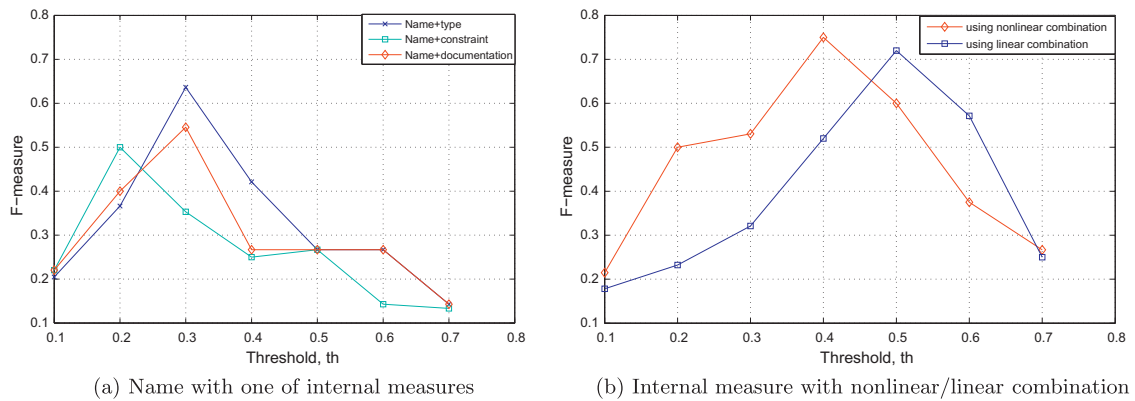 Name+type
Name+constraint
Name+documentation
0.8
0.7
0.6
0.5
0.4
0.3
0.2
0.1
F−measure
0.1 0.2 0.3 0.4 0.5 0.6 0.7 0.8
Threshold, th
(a) Name with one of internal measures
using nonlinear combination
using linear combination
0.8
0.7
0.6
0.5
0.4
0.3
0.2
0.1
F−measure
0.1 0.2 0.3 0.4 0.5 0.6 0.7 0.8
Threshold, th
(b) Internal measure with nonlinear/linear combination